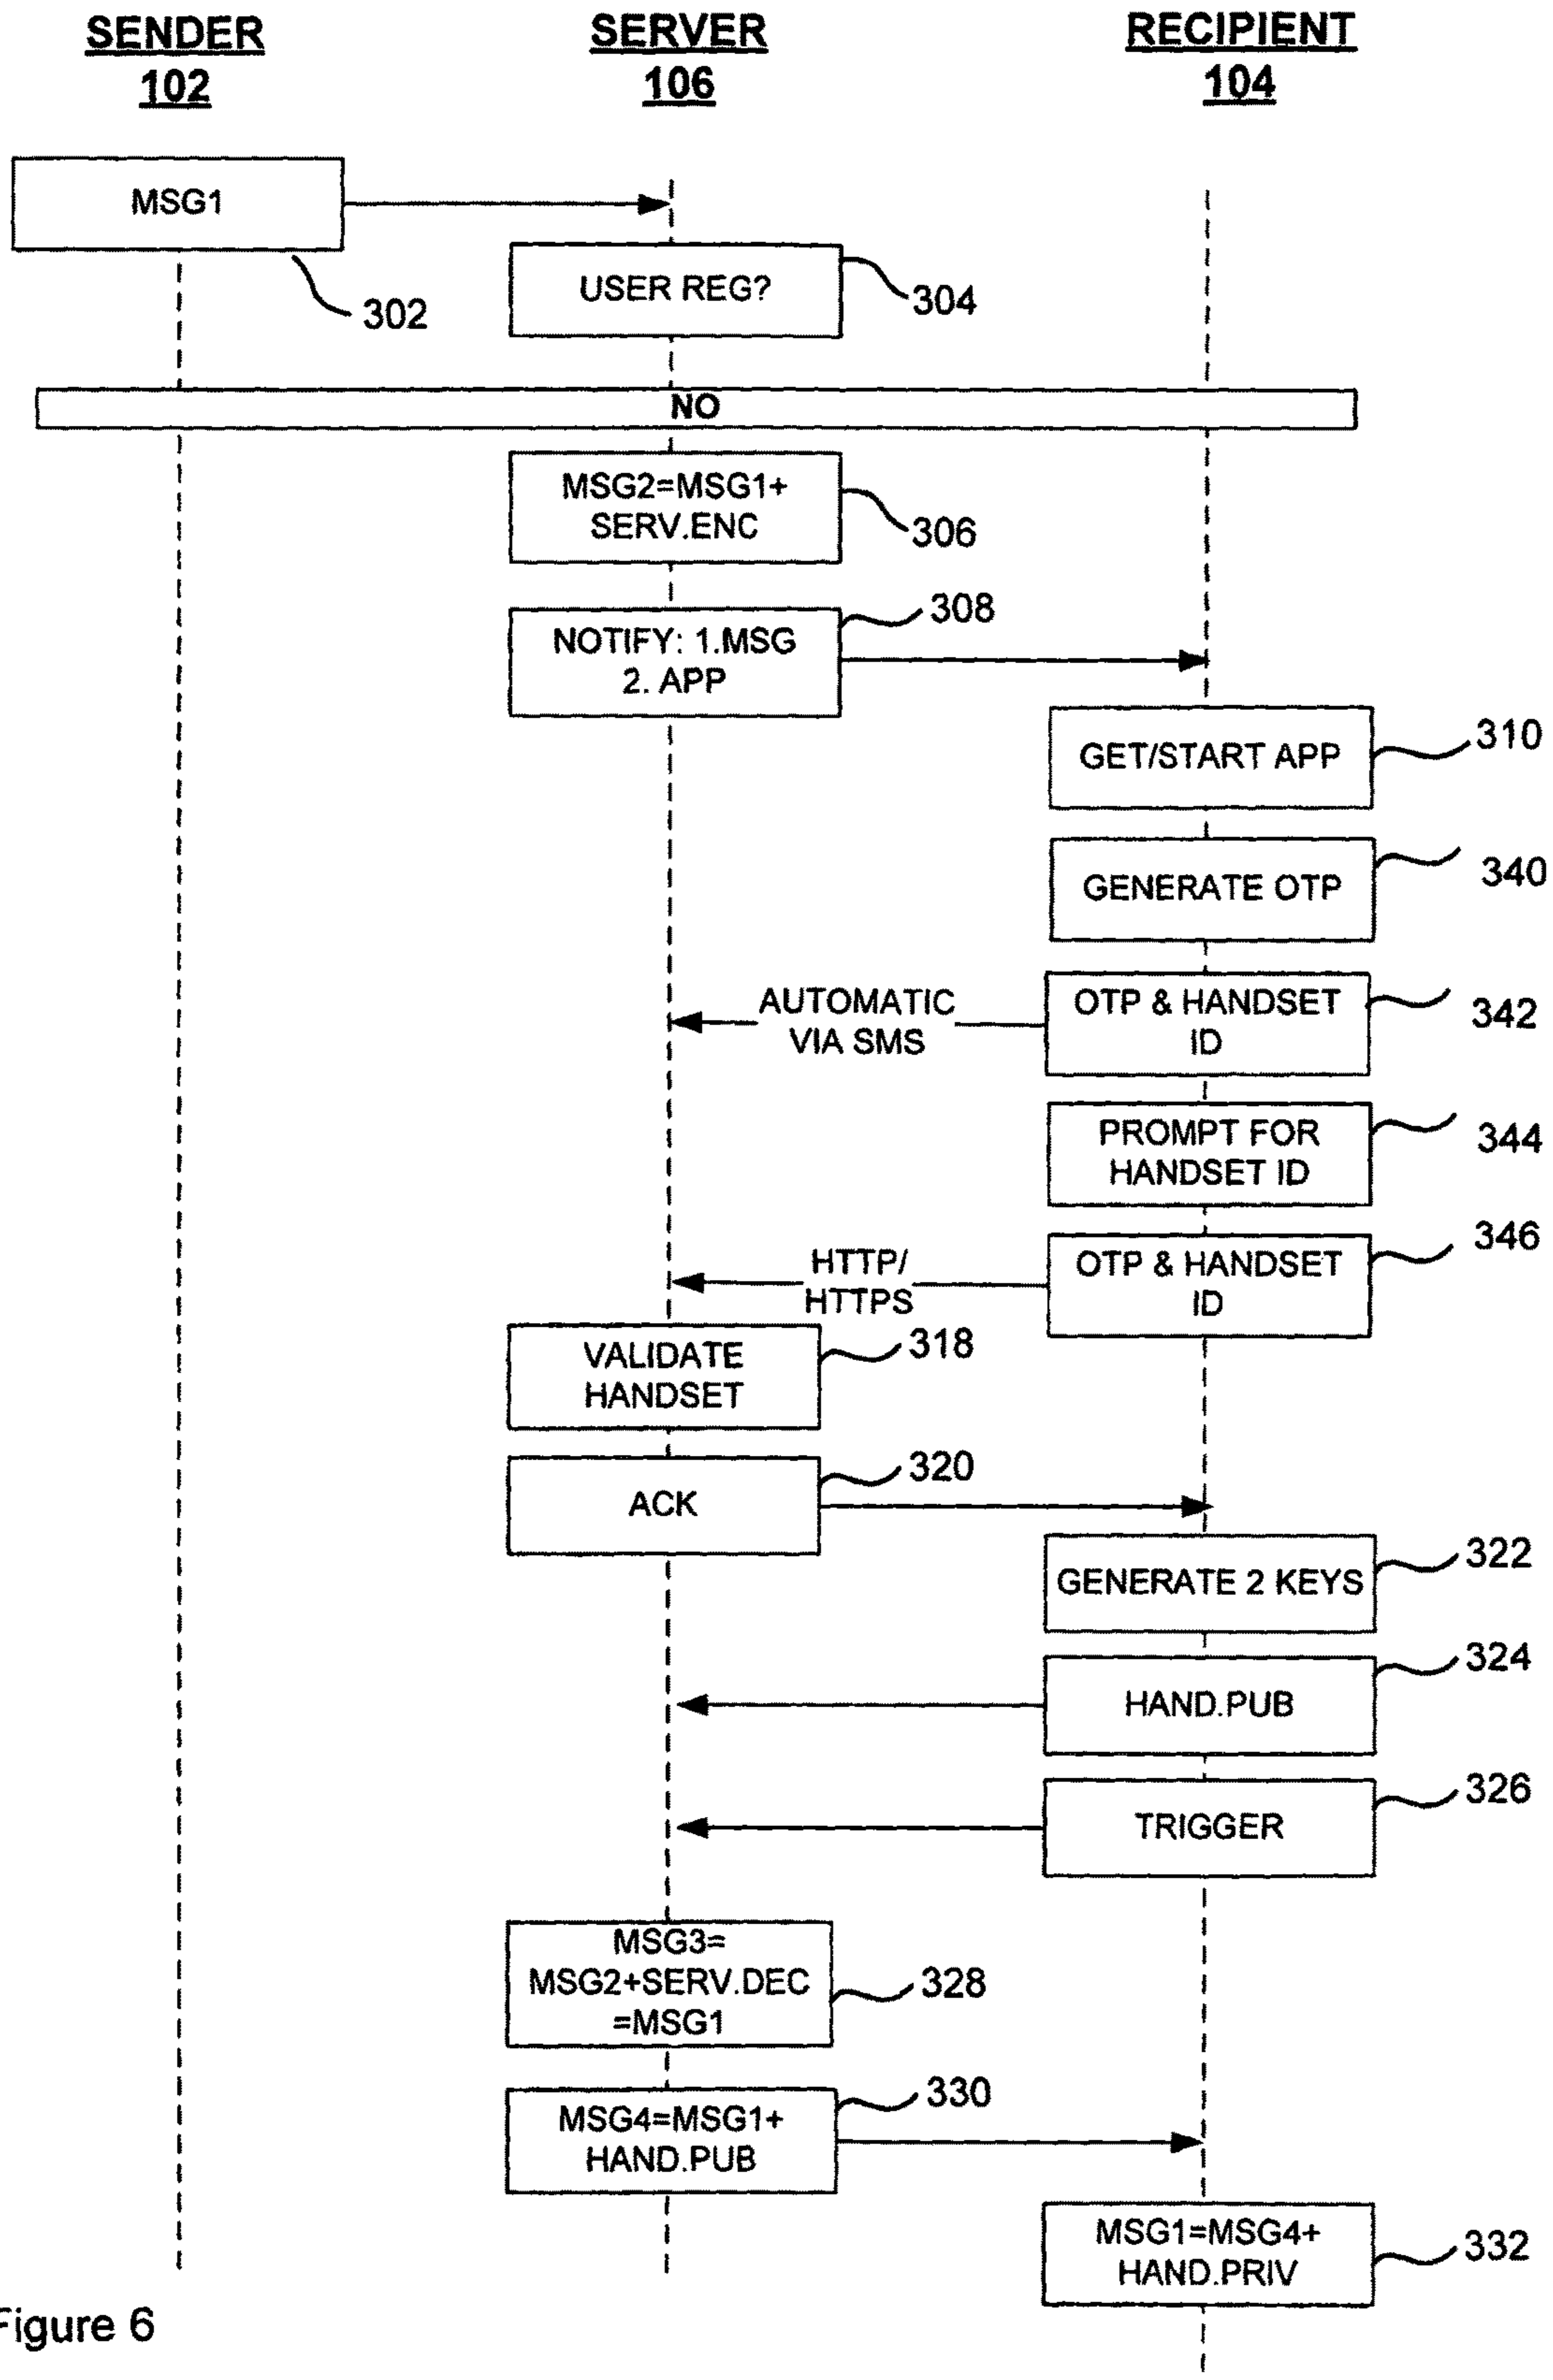 SENDER
102
SERVER
106
RECIPIENT
104
MSG1
302
USER REG?
304
NO
MSG2=MSG1+
SERV.ENC
306
NOTIFY: 1.MSG
2. APP
308
GET/START APP
310
GENERATE OTP
340
AUTOMATIC
VIA SMS
OTP & HANDSET
ID
342
PROMPT FOR
HANDSET ID
344
HTTP/
HTTPS
OTP & HANDSET
ID
346
VALIDATE
HANDSET
318
ACK
320
GENERATE 2 KEYS
322
HAND.PUB
324
TRIGGER
326
MSG3=
MSG2+SERV.DEC
=MSG1
328
MSG4=MSG1+
HAND.PUB
330
MSG1=MSG4+
HAND.PRIV
332
Figure 6